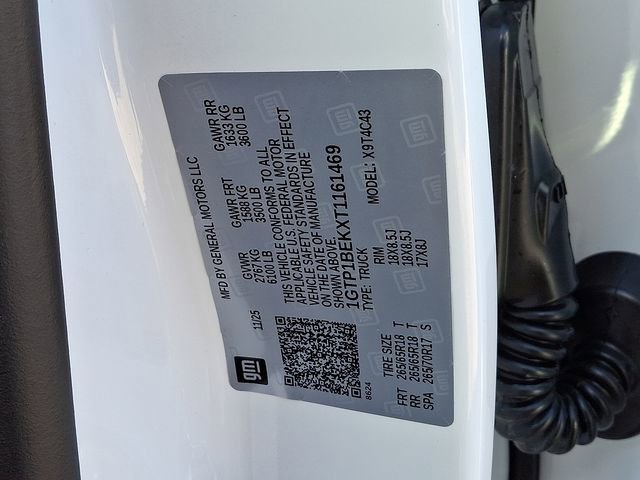 MFD BY GENERAL MOTORS LLC
11/25 GVWR GAWR FRT GAWR RR
2767 KG 1588 KG 1633 KG
6100 LB 3500 LB 3600 LB
THIS VEHICLE CONFORMS TO ALL
APPLICABLE U.S. FEDERAL MOTOR
VEHICLE SAFETY STANDARDS IN EFFECT
ON THE DATE OF MANUFACTURE
SHOWN ABOVE.
1GTP1BEKXT1161469
TYPE: TRUCK MODEL: X9T4C43
gm
8624
TIRE SIZE RIM
FRT 265/65R18 T 18X8.5J
RR 265/65R18 T 18X8.5J
SPA 265/70R17 S 17X8J